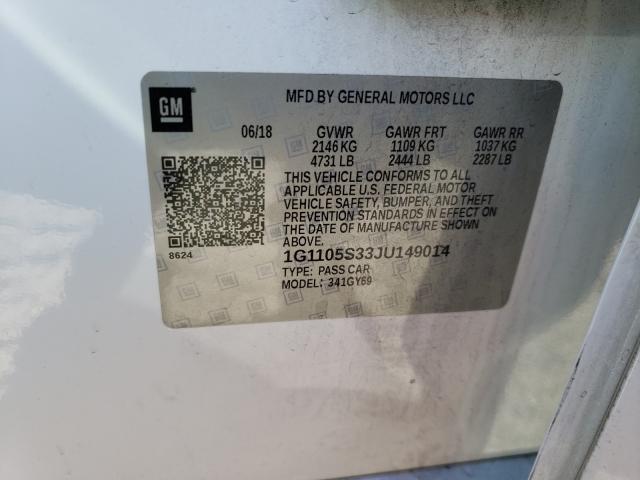 GM
MFD BY GENERAL MOTORS LLC
06/18 GVWR GAWR FRT GAWR RR
2146 KG 1109 KG 1037 KG
4731 LB 2444 LB 2287 LB
THIS VEHICLE CONFORMS TO ALL
APPLICABLE U.S. FEDERAL MOTOR
VEHICLE SAFETY, BUMPER, AND THEFT
PREVENTION STANDARDS IN EFFECT ON
THE DATE OF MANUFACTURE SHOWN
ABOVE.
8624
1G1105S33JU149014
TYPE: PASS CAR
MODEL: 341GY69